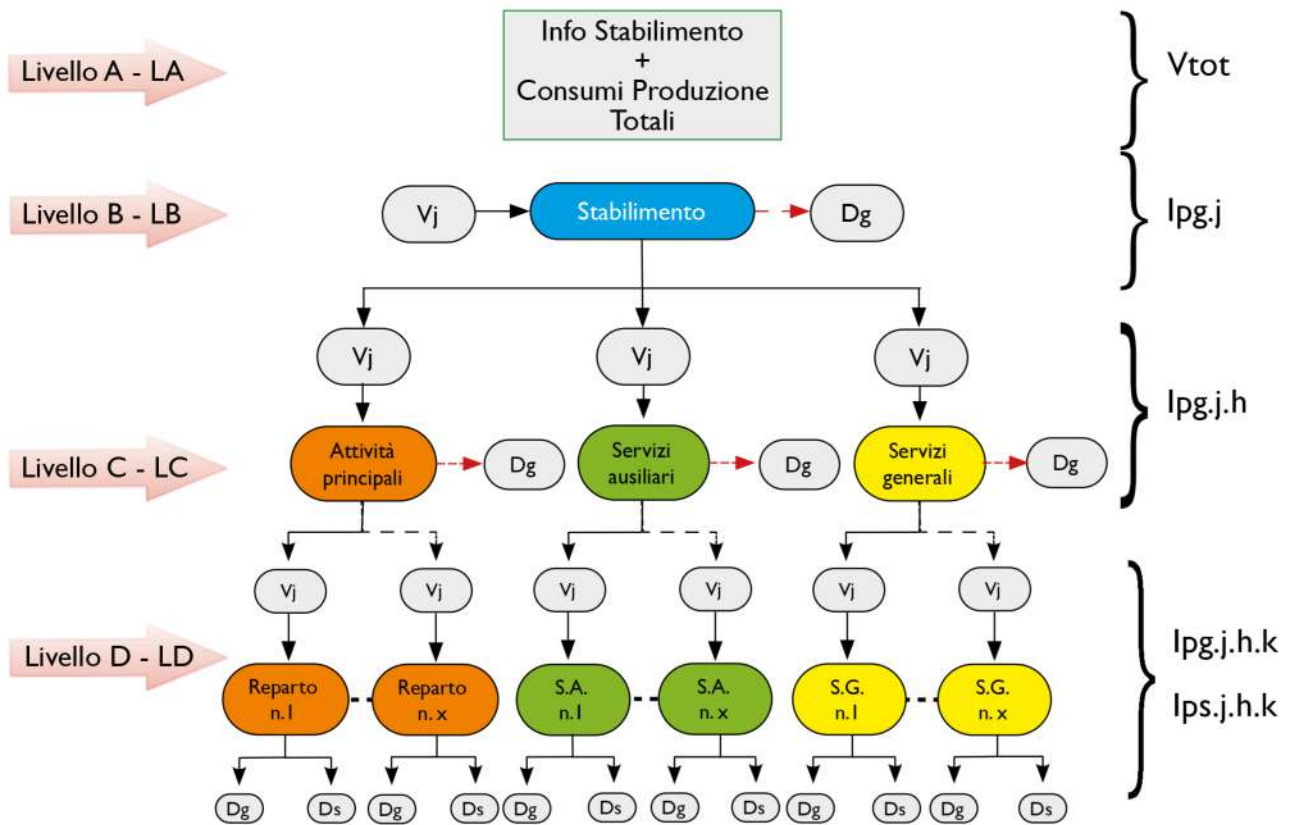 Info Stabilimento
+
Consumi Produzione
Totali
Livello A - LA
Vtot
Livello B - LB
Vj
Stabilimento
Dg
Ipg.j
Vj
Vj
Vj
Ipg.j.h
Livello C - LC
Attività
principali
Dg
Servizi
ausiliari
Dg
Servizi
generali
Dg
Vj
Vj
Vj
Vj
Vj
Vj
Livello D - LD
Reparto
n.1
Reparto
n. x
S.A.
n.1
S.A.
n. x
S.G.
n.1
S.G.
n. x
Ipg.j.h.k
Ips.j.h.k
Dg
Ds
Dg
Ds
Dg
Ds
Dg
Ds
Dg
Ds
Dg
Ds